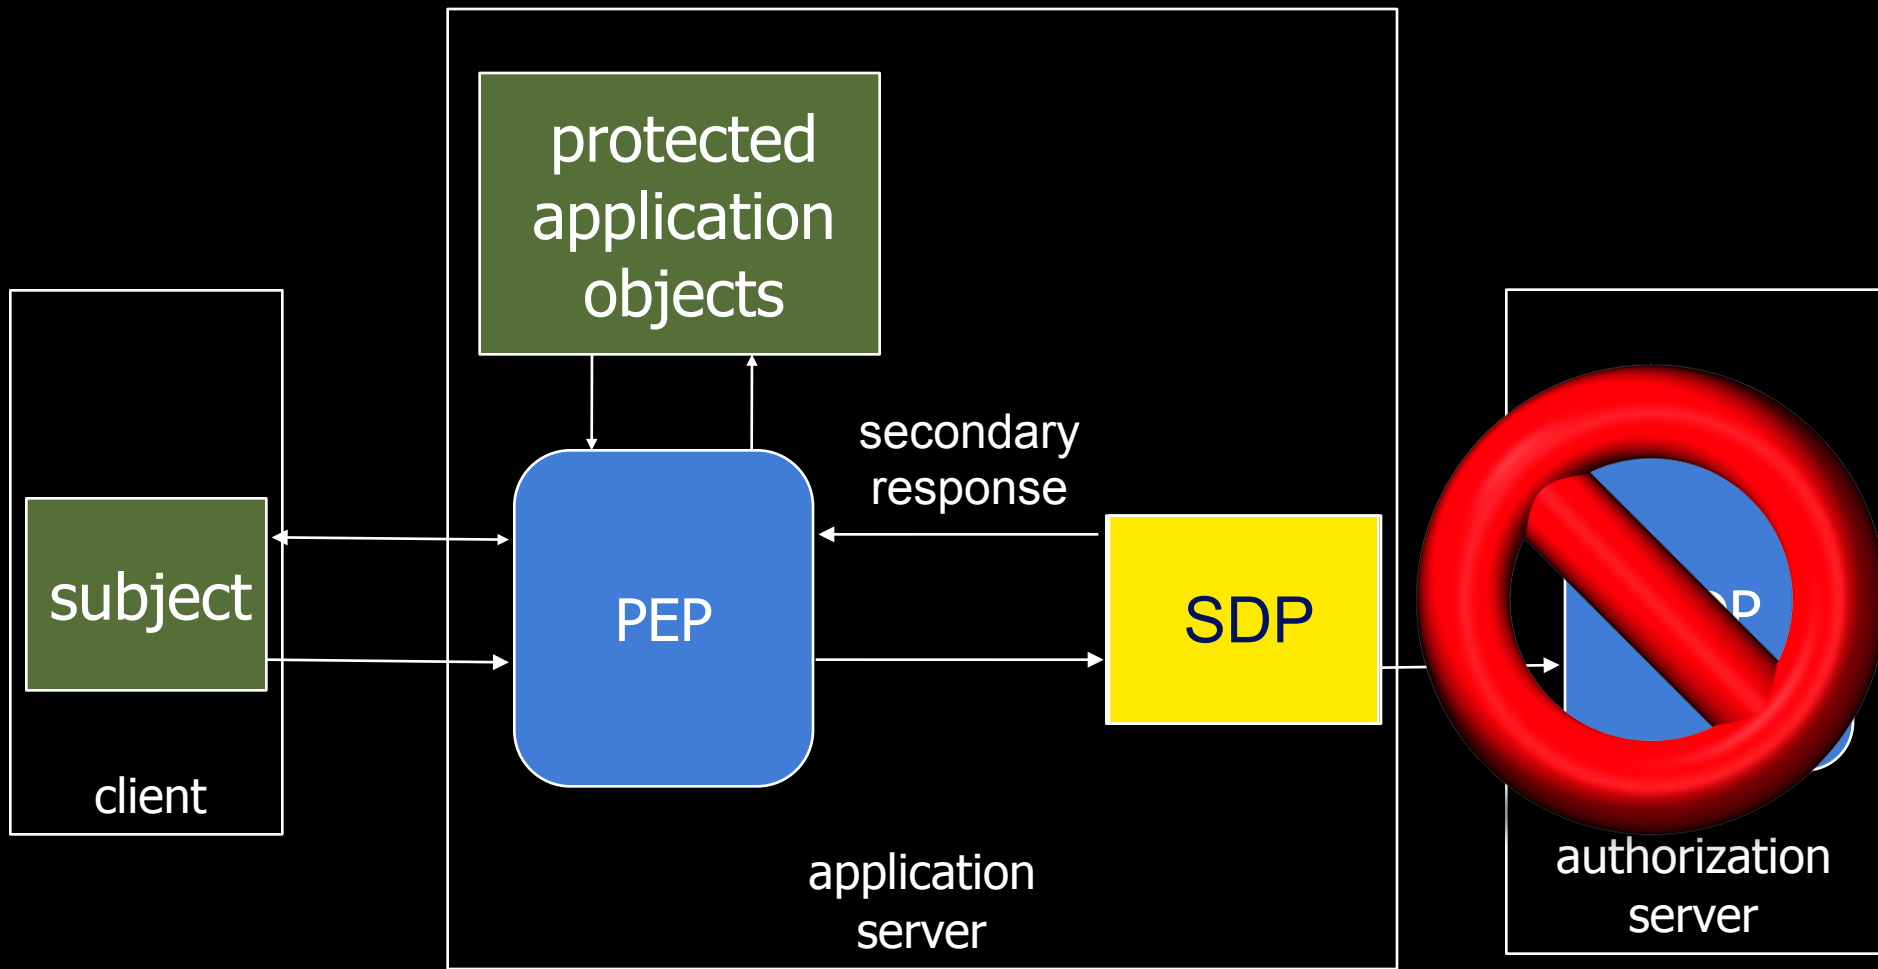 protected
application
objects
secondary
response
subject
PEP
SDP
client
application
server
authorization
server